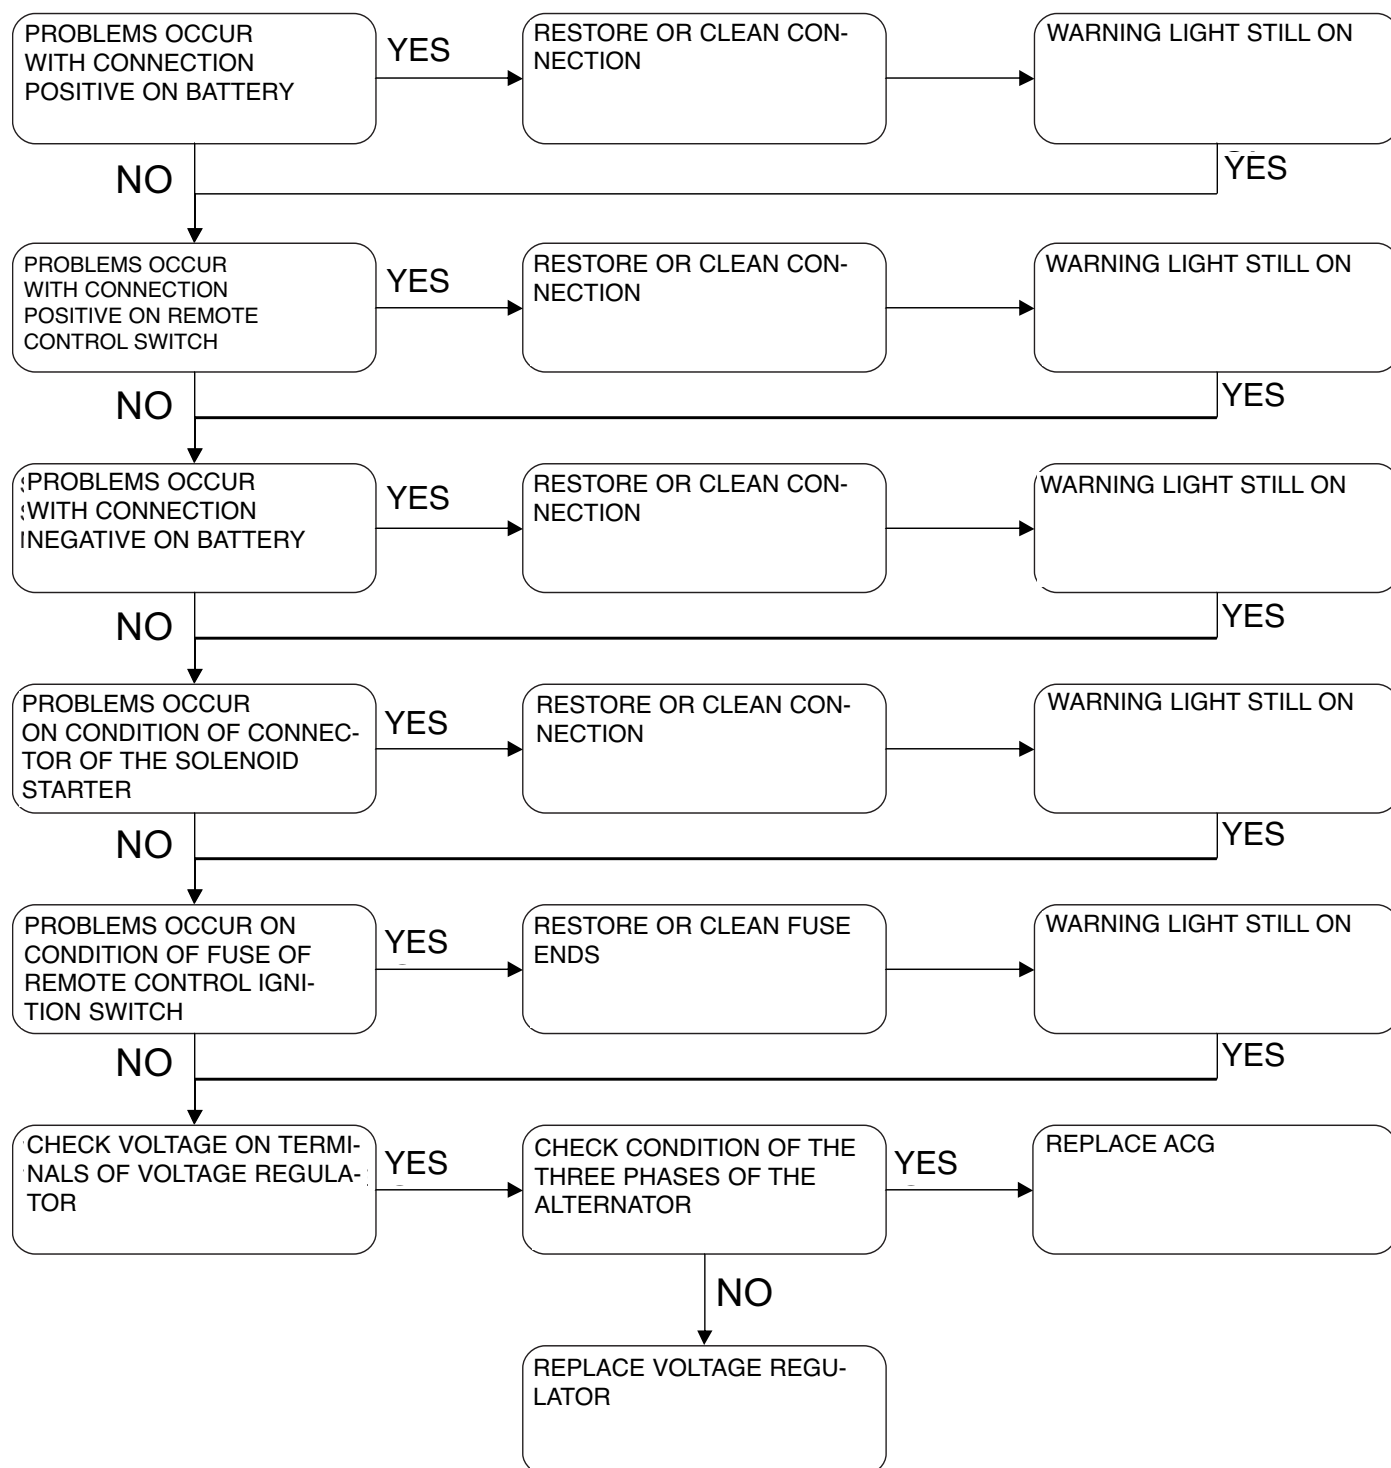 PROBLEMS OCCUR
WITH CONNECTION
POSITIVE ON BATTERY
YES
RESTORE OR CLEAN CON-
NECTION
WARNING LIGHT STILL ON
NO
YES
PROBLEMS OCCUR
WITH CONNECTION
POSITIVE ON REMOTE
CONTROL SWITCH
YES
RESTORE OR CLEAN CON-
NECTION
WARNING LIGHT STILL ON
NO
YES
PROBLEMS OCCUR
WITH CONNECTION
NEGATIVE ON BATTERY
YES
RESTORE OR CLEAN CON-
NECTION
WARNING LIGHT STILL ON
NO
YES
PROBLEMS OCCUR
ON CONDITION OF CONNEC-
TOR OF THE SOLENOID
STARTER
YES
RESTORE OR CLEAN CON-
NECTION
WARNING LIGHT STILL ON
NO
YES
PROBLEMS OCCUR ON
CONDITION OF FUSE OF
REMOTE CONTROL IGNI-
TION SWITCH
YES
RESTORE OR CLEAN FUSE
ENDS
WARNING LIGHT STILL ON
NO
YES
CHECK VOLTAGE ON TERMI-
NALS OF VOLTAGE REGULA-
TOR
YES
CHECK CONDITION OF THE
THREE PHASES OF THE
ALTERNATOR
YES
REPLACE ACG
NO
REPLACE VOLTAGE REGU-
LATOR